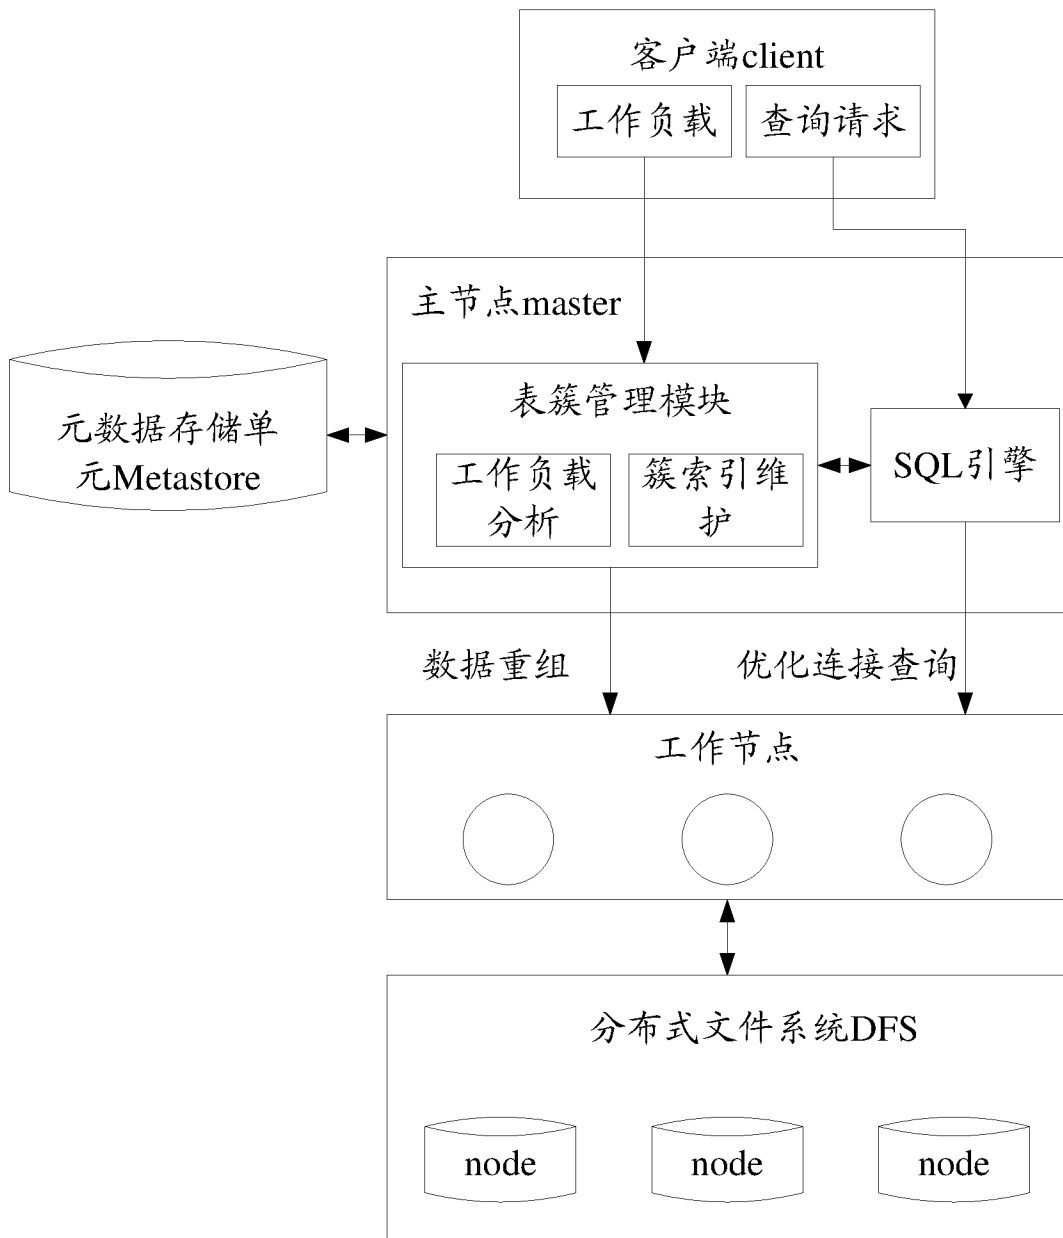 客户端client
工作负载
查询请求
主节点master
表簇管理模块
元数据存储单
元Metastore
工作负载
分析
簇索引维
护
SQL引擎
数据重组
优化连接查询
工作节点
分布式文件系统DFS
node
node
node